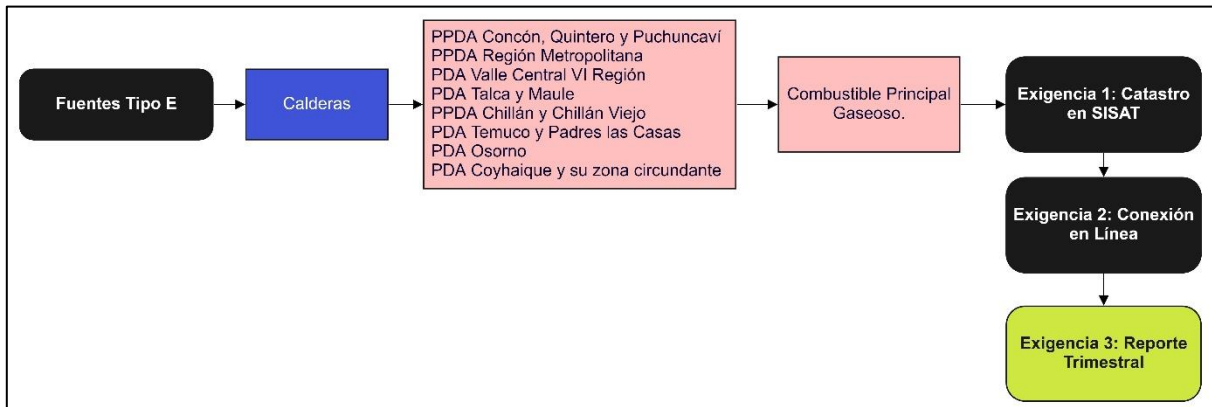 Fuentes Tipo E
Calderas
PPDA Concón, Quintero y Puchuncaví
PPDA Región Metropolitana
PDA Valle Central VI Región
PDA Talca y Maule
PPDA Chillán y Chillán Viejo
PDA Temuco y Padres las Casas
PDA Osorno
PDA Coyhaique y su zona circundante
Combustible Principal
Gaseoso.
Exigencia 1: Catastro
en SISAT
Exigencia 2: Conexión
en Línea
Exigencia 3: Reporte
Trimestral